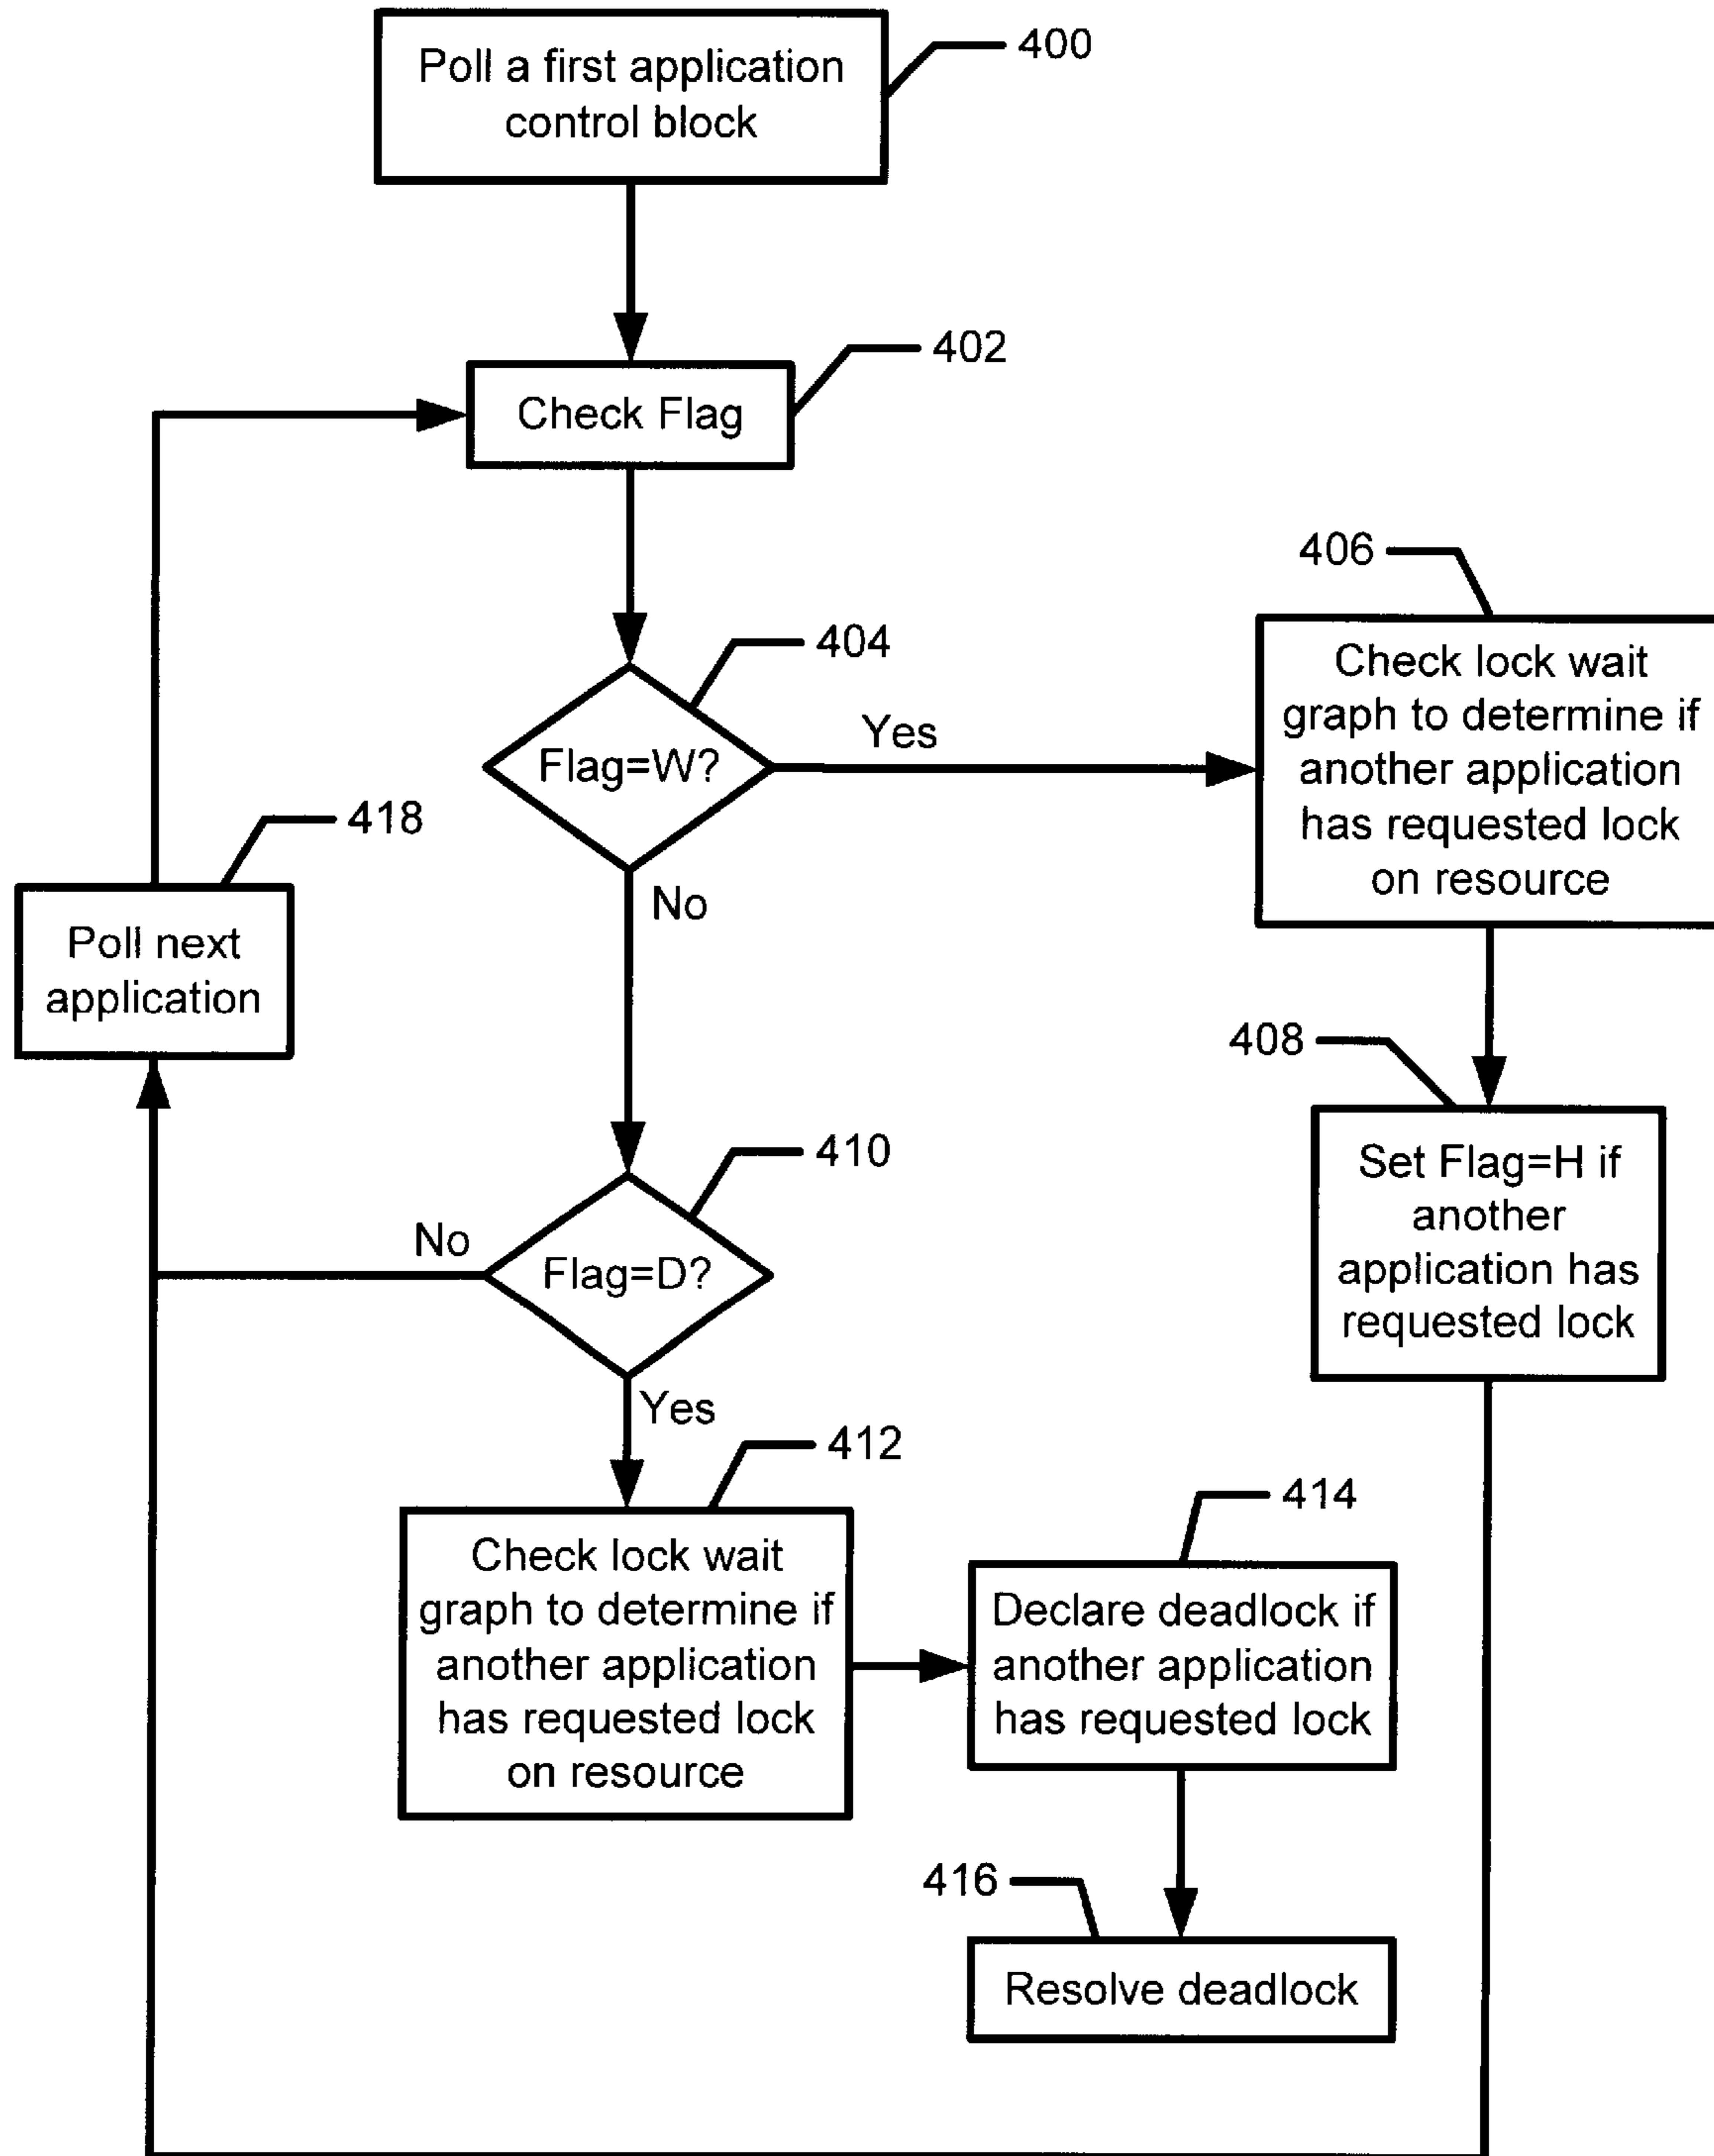 Poll a first application
control block
400
Check Flag
402
Flag=W?
404
Yes
No
406
Check lock wait
graph to determine if
another application
has requested lock
on resource
418
Poll next
application
408
Set Flag=H if
another
application has
requested lock
410
Flag=D?
No
Yes
412
Check lock wait
graph to determine if
another application
has requested lock
on resource
414
Declare deadlock if
another application
has requested lock
416
Resolve deadlock